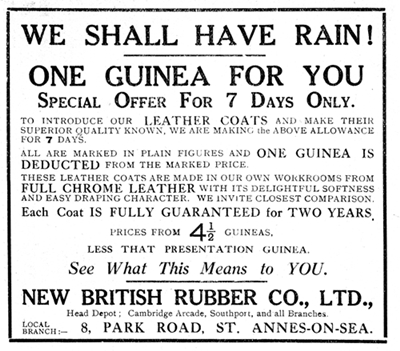 WE SHALL HAVE RAIN!
ONE GUINEA FOR YOU
SPECIAL OFFER FOR 7 DAYS ONLY.
TO INTRODUCE OUR LEATHER COATS AND MAKE THEIR
SUPERIOR QUALITY KNOWN, WE ARE MAKING the ABOVE ALLOWANCE
FOR 7 DAYS.
ALL ARE MARKED IN PLAIN FIGURES AND ONE GUINEA IS
DEDUCTED FROM THE MARKED PRICE.
THESE LEATHER COATS ARE MADE IN OUR OWN WORKROOMS FROM
FULL CHROME LEATHER WITH ITS DELIGHTFUL SOFTNESS
AND EASY DRAPING CHARACTER. WE INVITE CLOSEST COMPARISON.
Each Coat IS FULLY GUARANTEED for TWO YEARS.
PRICES FROM 4½ GUINEAS,
LESS THAT PRESENTATION GUINEA.
See What This Means to YOU.
NEW BRITISH RUBBER CO., LTD.,
Head Depot; Cambridge Arcade, Southport, and all Branches.
LOCAL BRANCH:— 8, PARK ROAD, ST. ANNES-ON-SEA.